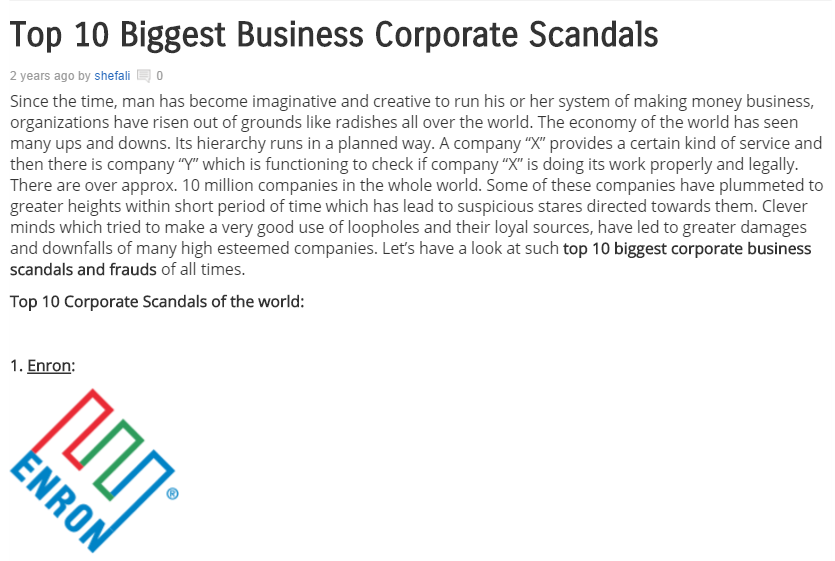 Top 10 Biggest Business Corporate Scandals
2 years ago by shefali 0
Since the time, man has become imaginative and creative to run his or her system of making money business,
organizations have risen out of grounds like radishes all over the world. The economy of the world has seen
many ups and downs. Its hierarchy runs in a planned way. A company “X” provides a certain kind of service and
then there is company “Y” which is functioning to check if company “X” is doing its work properly and legally.
There are over approx. 10 million companies in the whole world. Some of these companies have plummeted to
greater heights within short period of time which has lead to suspicious stares directed towards them. Clever
minds which tried to make a very good use of loopholes and their loyal sources, have led to greater damages
and downfalls of many high esteemed companies. Let’s have a look at such top 10 biggest corporate business
scandals and frauds of all times.
Top 10 Corporate Scandals of the world:
1. Enron:
ENRON
®